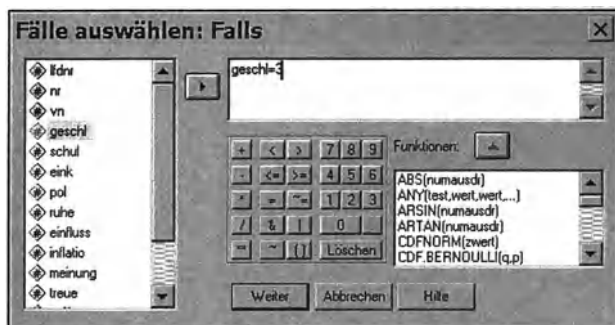 Fälle auswählen: Falls
lfdnr
nr
vn
geschl
schul
eink
pol
ruhe
einfluss
inflatio
meinung
treue
geschl=3
+ < > 7 8 9
- <= >= 4 5 6
* = ~= 1 2 3
/ & | 0 .
** ~ () Löschen
Funktionen:
ABS(numausdr)
ANY(test,wert,wert,...)
ARSIN(numausdr)
ARTAN(numausdr)
CDFNORM(zwert)
CDF.BERNOULLI(q,p)
Weiter Abbrechen Hilfe